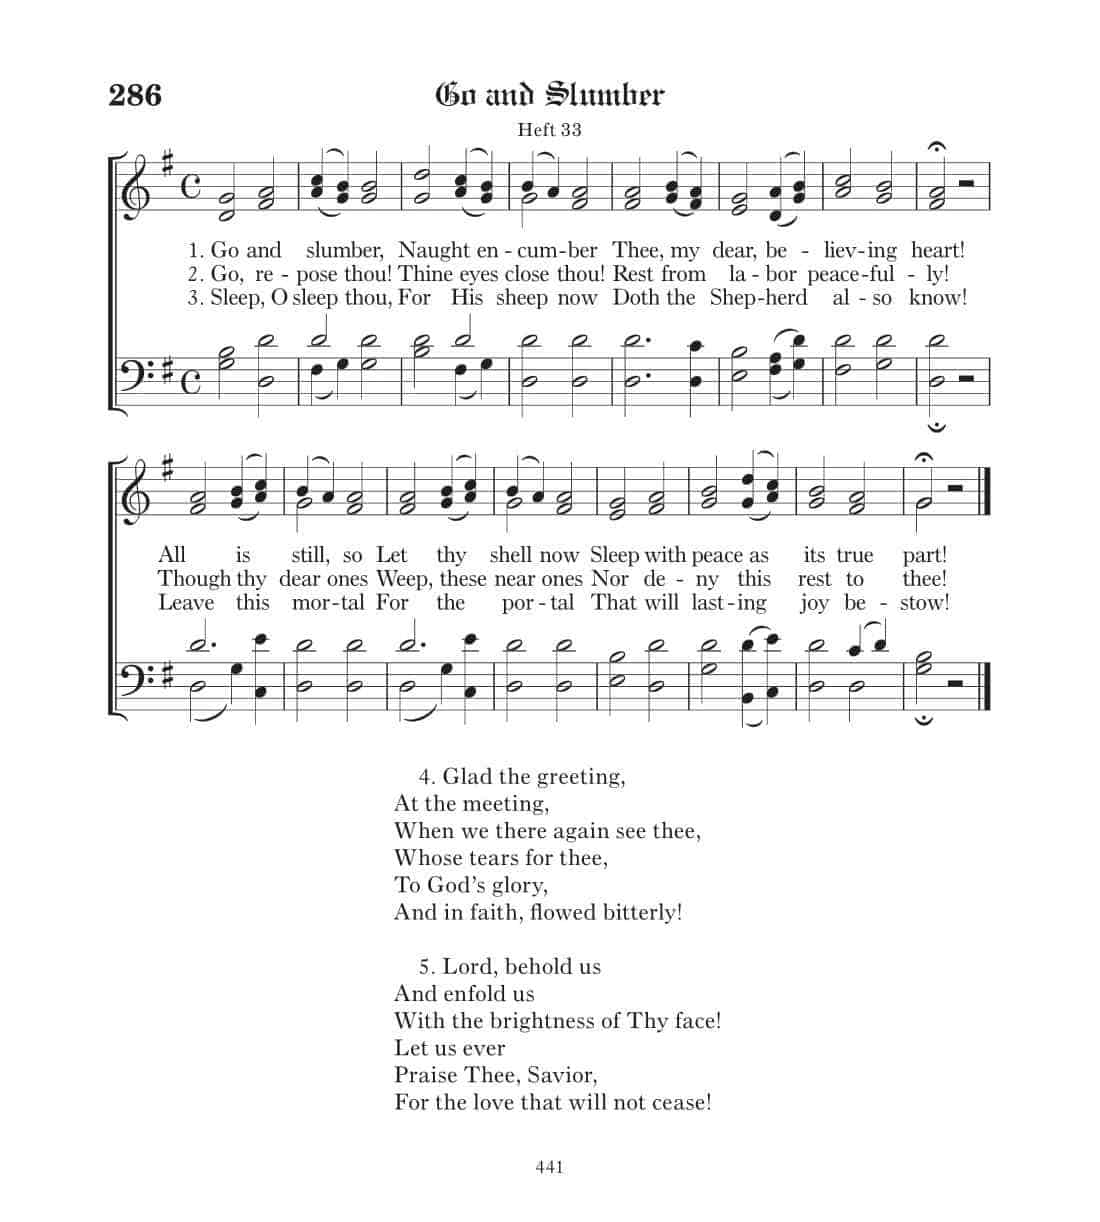 286
Go and Slumber
Heft 33
1. Go and slumber, Naught en - cum - ber Thee, my dear, be - liev - ing heart!
2. Go, re - pose thou! Thine eyes close thou! Rest from la - bor peace - ful - ly!
3. Sleep, O sleep thou, For His sheep now Doth the Shep - herd al - so know!
All is still, so Let thy shell now Sleep with peace as its true part!
Though thy dear ones Weep, these near ones Nor de - ny this rest to thee!
Leave this mor - tal For the por - tal That will last - ing joy be - stow!
4. Glad the greeting,
At the meeting,
When we there again see thee,
Whose tears for thee,
To God's glory,
And in faith, flowed bitterly!
5. Lord, behold us
And enfold us
With the brightness of Thy face!
Let us ever
Praise Thee, Savior,
For the love that will not cease!
441